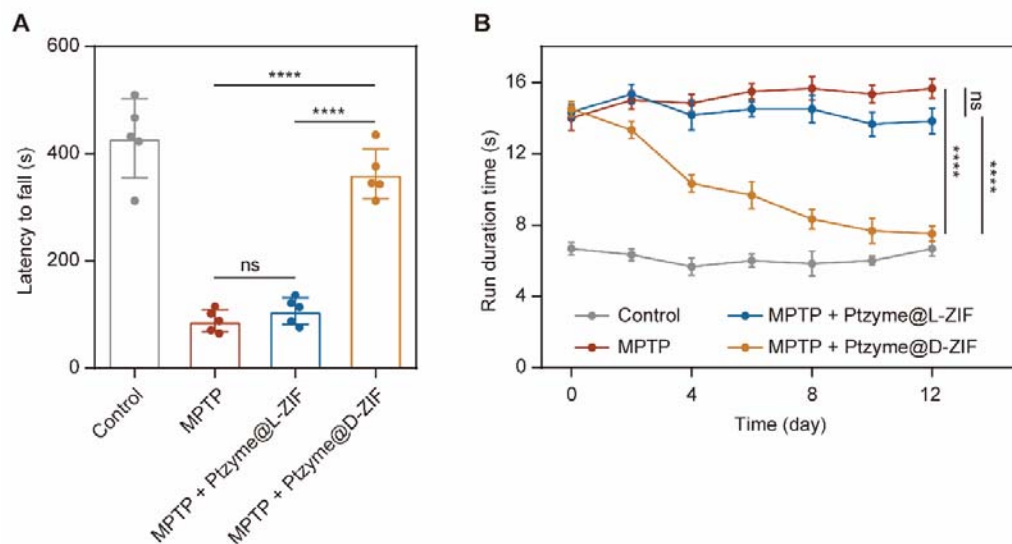 A
600
400
200
0
Latency to fall (s)
****
****
ns
Control
MPTP
MPTP + Ptzyme@L-ZIF
MPTP + Ptzyme@D-ZIF
B
16
12
8
4
0
Run duration time (s)
ns
****
****
Control
MPTP
MPTP + Ptzyme@L-ZIF
MPTP + Ptzyme@D-ZIF
0 4 8 12
Time (day)